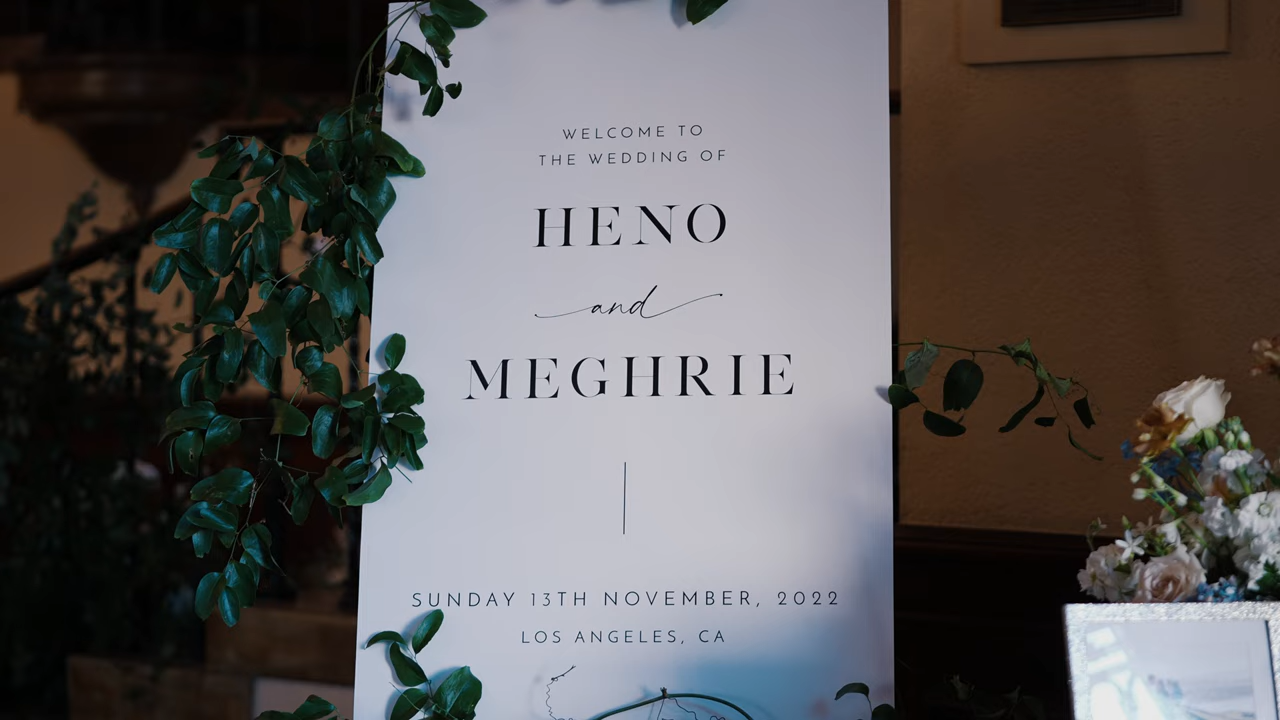 WELCOME TO
THE WEDDING OF
HENO
and
MEGHRIE
SUNDAY 13TH NOVEMBER, 2022
LOS ANGELES, CA